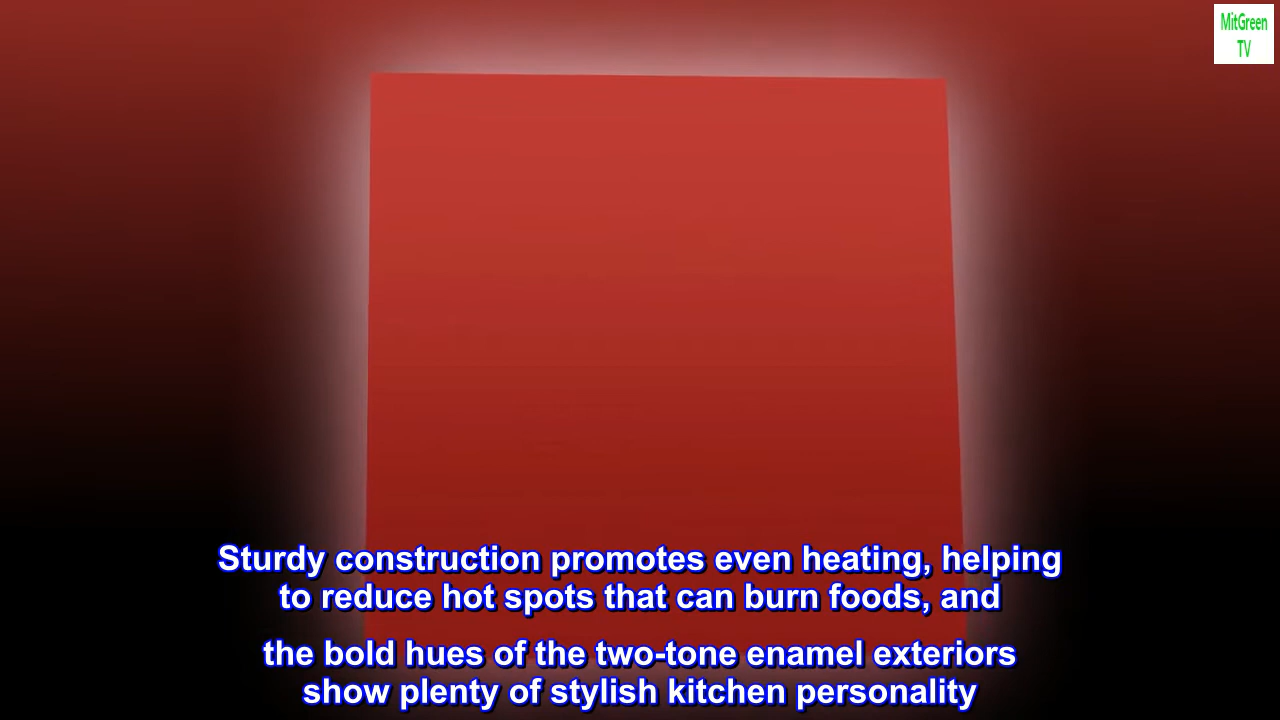 MitGreen
TV
Sturdy construction promotes even heating, helping
to reduce hot spots that can burn foods, and
the bold hues of the two-tone enamel exteriors
show plenty of stylish kitchen personality